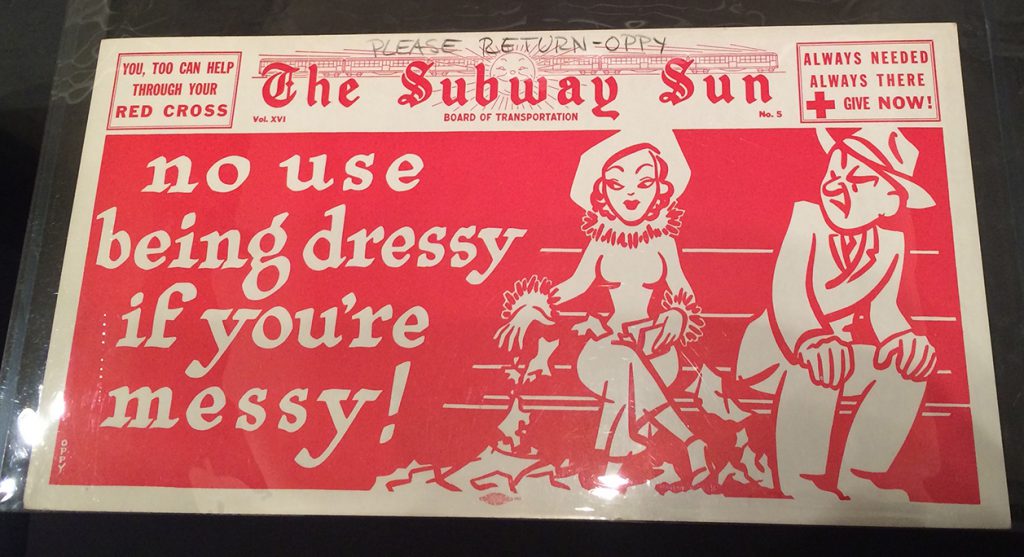 PLEASE RETURN-OPPY
YOU, TOO CAN HELP
THROUGH YOUR
RED CROSS
The Subway Sun
Vol. XVI
BOARD OF TRANSPORTATION
No. 5
ALWAYS NEEDED
ALWAYS THERE
GIVE NOW!
no use
being dressy
if you're
messy!
OPPY